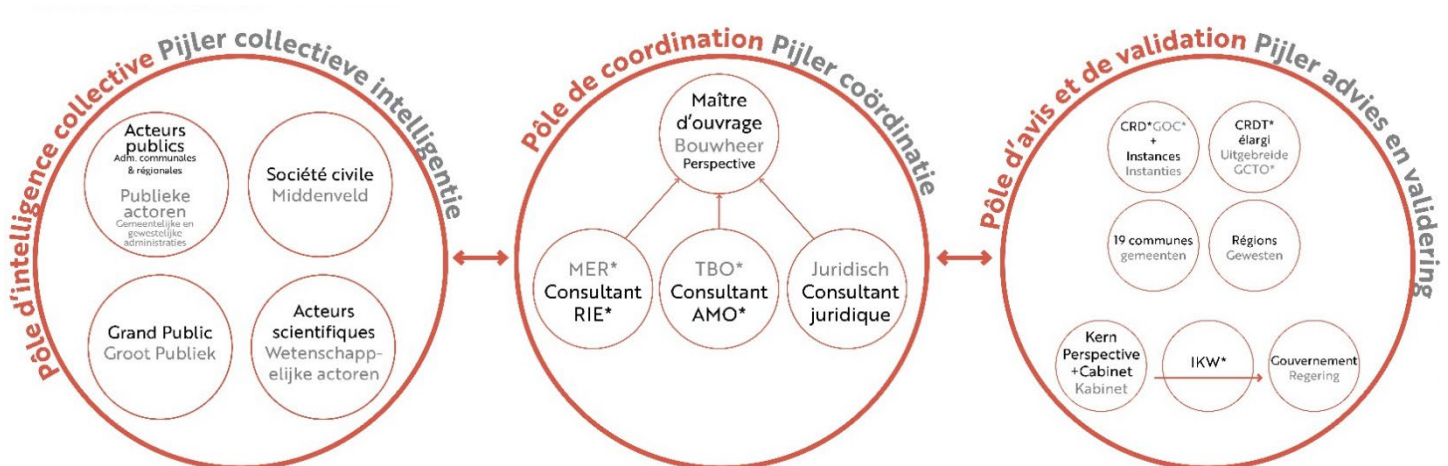 Pôle d'intelligence collective Pijler collectieve intelligentie
Acteurs
publics
Adm. communales
& régionales
Publieke
actoren
Gemeentelijke en
gewestelijke
administraties
Société civile
Middenveld
Grand Public
Groot Publiek
Acteurs
scientifiques
Wetenschapp-
elijke actoren
Pôle de coordination Pijler coördinatie
Maître
d'ouvrage
Bouwheer
Perspective
MER*
Consultant
RIE*
TBO*
Consultant
AMO*
Juridisch
Consultant
juridique
Pôle d'avis et de validation Pijler advies en validering
CRD*GOC*
+
Instances
Instanties
CRDT*
élargi
Uitgebreide
GCTO*
19 communes
gemeenten
Régions
Gewesten
Kern
Perspective
+Cabinet
Kabinet
IKW*
Gouvernement
Regering